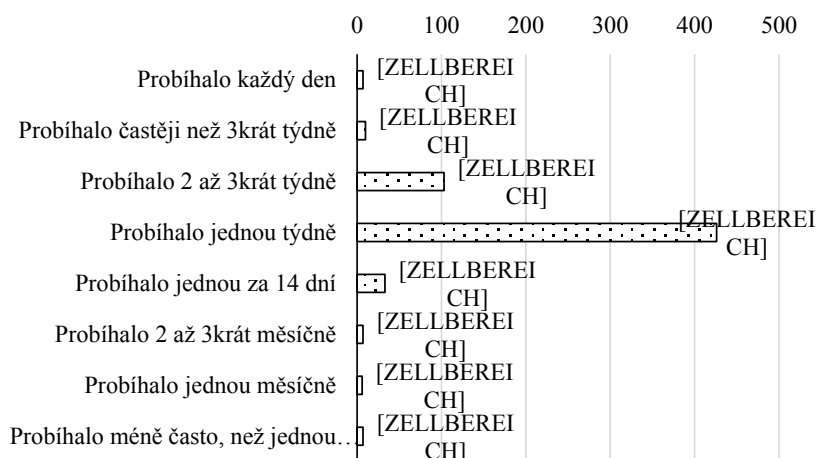 0 100 200 300 400 500
Probíhalo každý den
[ZELLBEREI
CH]
Probíhalo častěji než 3krát týdně
[ZELLBEREI
CH]
Probíhalo 2 až 3krát týdně
[ZELLBEREI
CH]
Probíhalo jednou týdně
[ZELLBEREI
CH]
Probíhalo jednou za 14 dní
[ZELLBEREI
CH]
Probíhalo 2 až 3krát měsíčně
[ZELLBEREI
CH]
Probíhalo jednou měsíčně
[ZELLBEREI
CH]
Probíhalo méně často, než jednou…
[ZELLBEREI
CH]